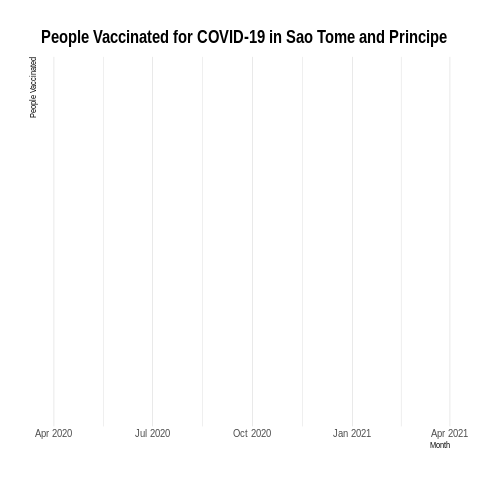 People Vaccinated for COVID-19 in Sao Tome and Principe
People Vaccinated
Apr 2020
Jul 2020
Oct 2020
Jan 2021
Apr 2021
Month